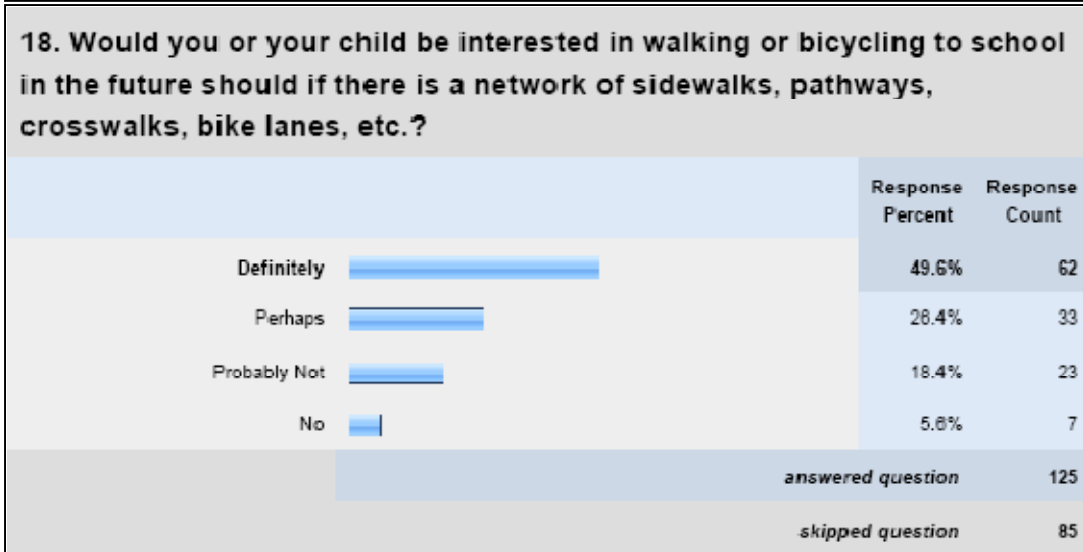 18. Would you or your child be interested in walking or bicycling to school
in the future should if there is a network of sidewalks, pathways,
crosswalks, bike lanes, etc.?
Response Percent Response Count
Definitely 49.6% 62
Perhaps 26.4% 33
Probably Not 18.4% 23
No 5.6% 7
answered question 125
skipped question 85